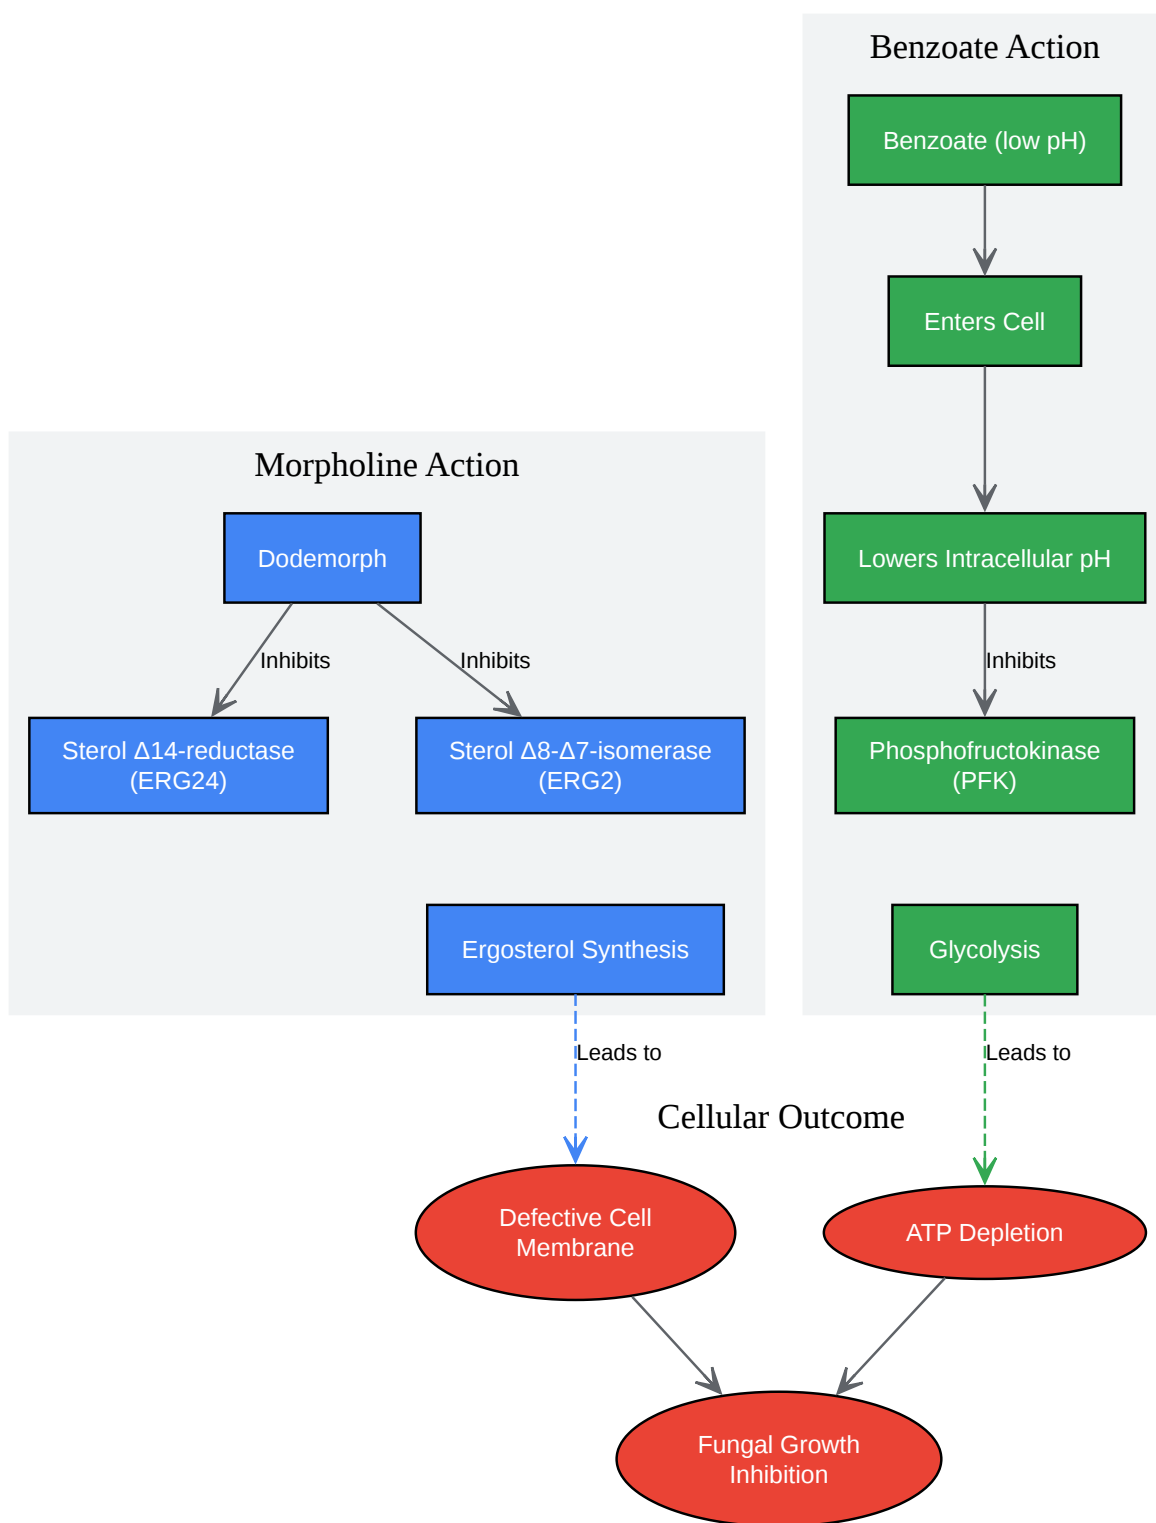 Benzoate Action
Benzoate (low pH)
Enters Cell
Morpholine Action
Dodemorph
Lowers Intracellular pH
Inhibits
Inhibits
Inhibits
Sterol Δ14-reductase
(ERG24)
Sterol Δ8-Δ7-isomerase
(ERG2)
Phosphofructokinase
(PFK)
Ergosterol Synthesis
Glycolysis
Leads to
Leads to
Cellular Outcome
Defective Cell
Membrane
ATP Depletion
Fungal Growth
Inhibition